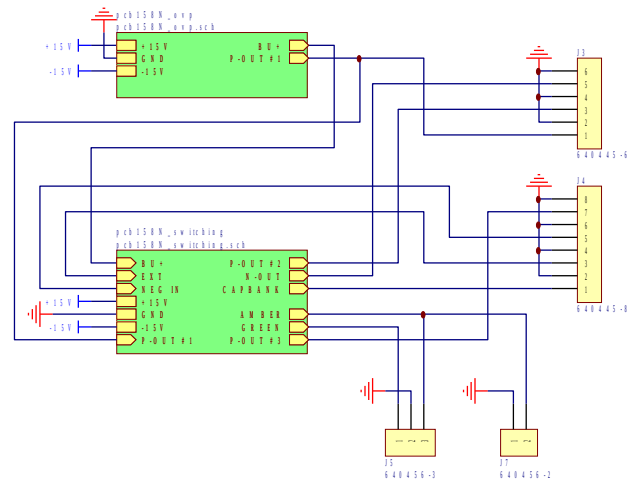 pcb158N_ovp
pcb158N_ovp.sch
+15V
GND
-15V
BU+
P-OUT#1
+15V
-15V
J3
6
5
4
3
2
1
640445-6
J4
8
7
6
5
4
3
2
1
640445-8
pcb158N_switching
pcb158N_switching.sch
BU+
EXT
NEG IN
+15V
GND
-15V
P-OUT#1
P-OUT#2
N-OUT
CAPBANK
AMBER
GREEN
P-OUT#3
+15V
-15V
J5
640456-3
J7
640456-2